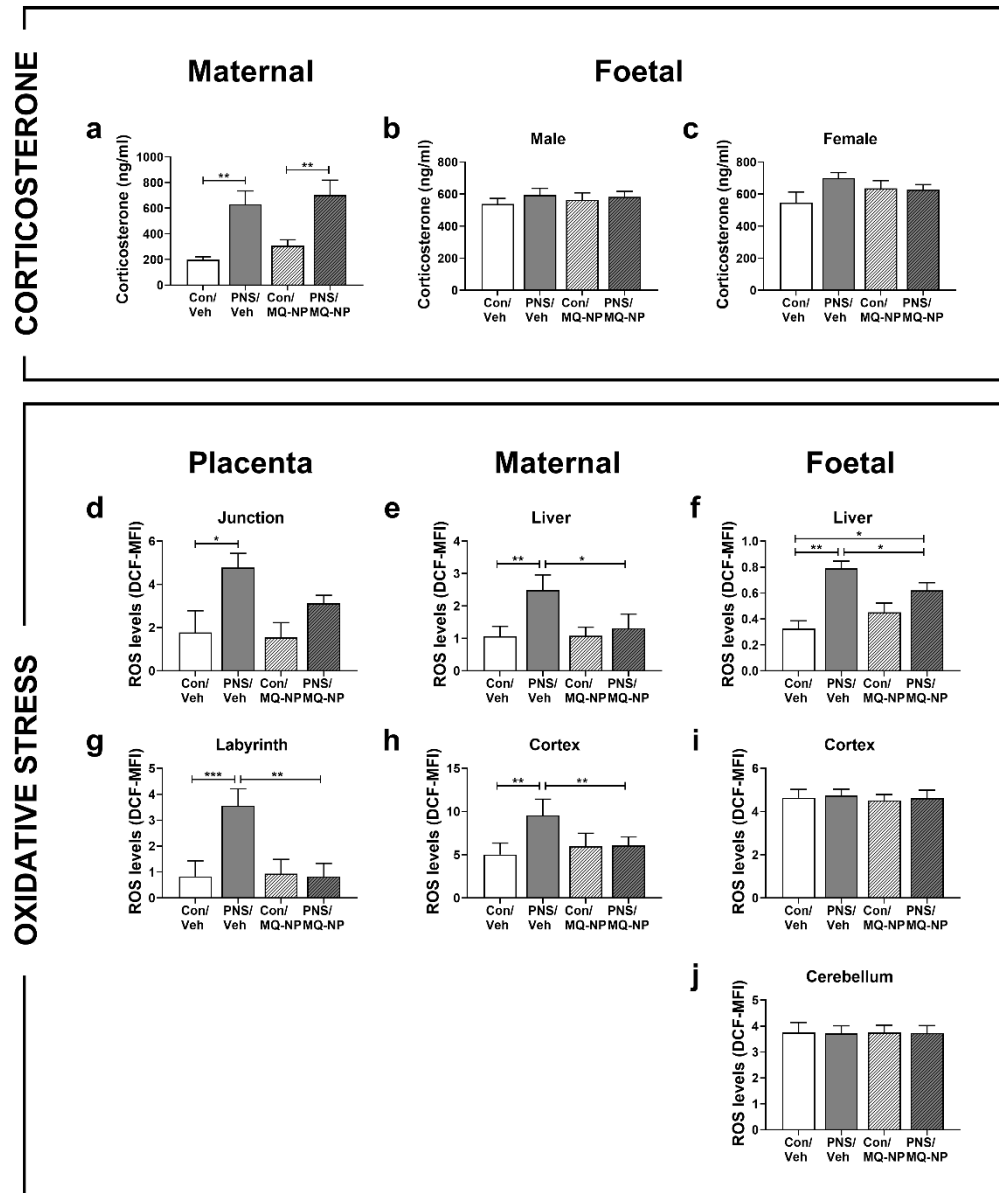 CORTICOSTERONE
Maternal
Foetal
a
Corticosterone (ng/ml)
1000
800
600
400
200
0
**
**
Con/ Veh
PNS/ Veh
Con/ MQ-NP
PNS/ MQ-NP
b
Male
Corticosterone (ng/ml)
800
600
400
200
0
Con/ Veh
PNS/ Veh
Con/ MQ-NP
PNS/ MQ-NP
c
Female
Corticosterone (ng/ml)
800
600
400
200
0
Con/ Veh
PNS/ Veh
Con/ MQ-NP
PNS/ MQ-NP
OXIDATIVE STRESS
Placenta
Maternal
Foetal
d
Junction
ROS levels (DCF-MFI)
6
4
2
0
*
Con/ Veh
PNS/ Veh
Con/ MQ-NP
PNS/ MQ-NP
e
Liver
ROS levels (DCF-MFI)
4
3
2
1
0
**
*
Con/ Veh
PNS/ Veh
Con/ MQ-NP
PNS/ MQ-NP
f
Liver
ROS levels (DCF-MFI)
1.0
0.8
0.6
0.4
0.2
0.0
*
**
*
Con/ Veh
PNS/ Veh
Con/ MQ-NP
PNS/ MQ-NP
g
Labyrinth
ROS levels (DCF-MFI)
5
4
3
2
1
0
***
**
Con/ Veh
PNS/ Veh
Con/ MQ-NP
PNS/ MQ-NP
h
Cortex
ROS levels (DCF-MFI)
15
10
5
0
**
**
Con/ Veh
PNS/ Veh
Con/ MQ-NP
PNS/ MQ-NP
i
Cortex
ROS levels (DCF-MFI)
6
4
2
0
Con/ Veh
PNS/ Veh
Con/ MQ-NP
PNS/ MQ-NP
j
Cerebellum
ROS levels (DCF-MFI)
5
4
3
2
1
0
Con/ Veh
PNS/ Veh
Con/ MQ-NP
PNS/ MQ-NP